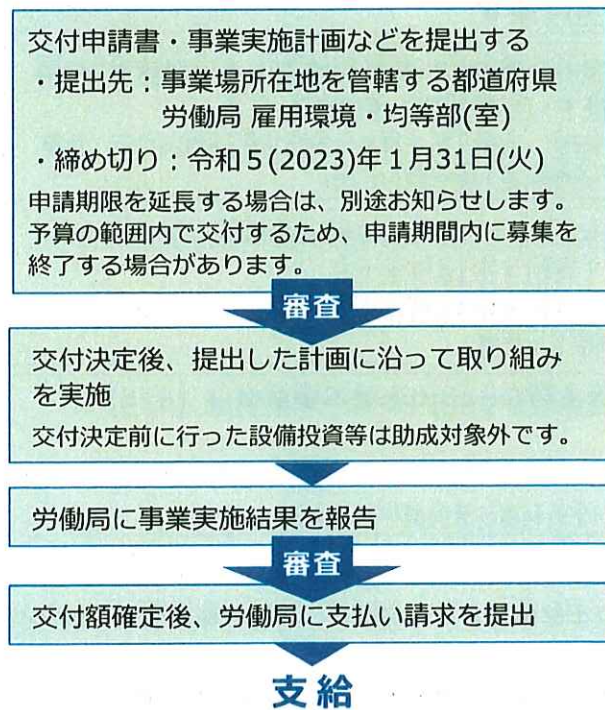 交付申請書・事業実施計画などを提出する
・提出先：事業場所在地を管轄する都道府県
労働局 雇用環境・均等部(室)
・締め切り：令和５(2023)年１月31日(火)
申請期限を延長する場合は、別途お知らせします。
予算の範囲内で交付するため、申請期間内に募集を
終了する場合があります。
審査
交付決定後、提出した計画に沿って取り組み
を実施
交付決定前に行った設備投資等は助成対象外です。
労働局に事業実施結果を報告
審査
交付額確定後、労働局に支払い請求を提出
支給